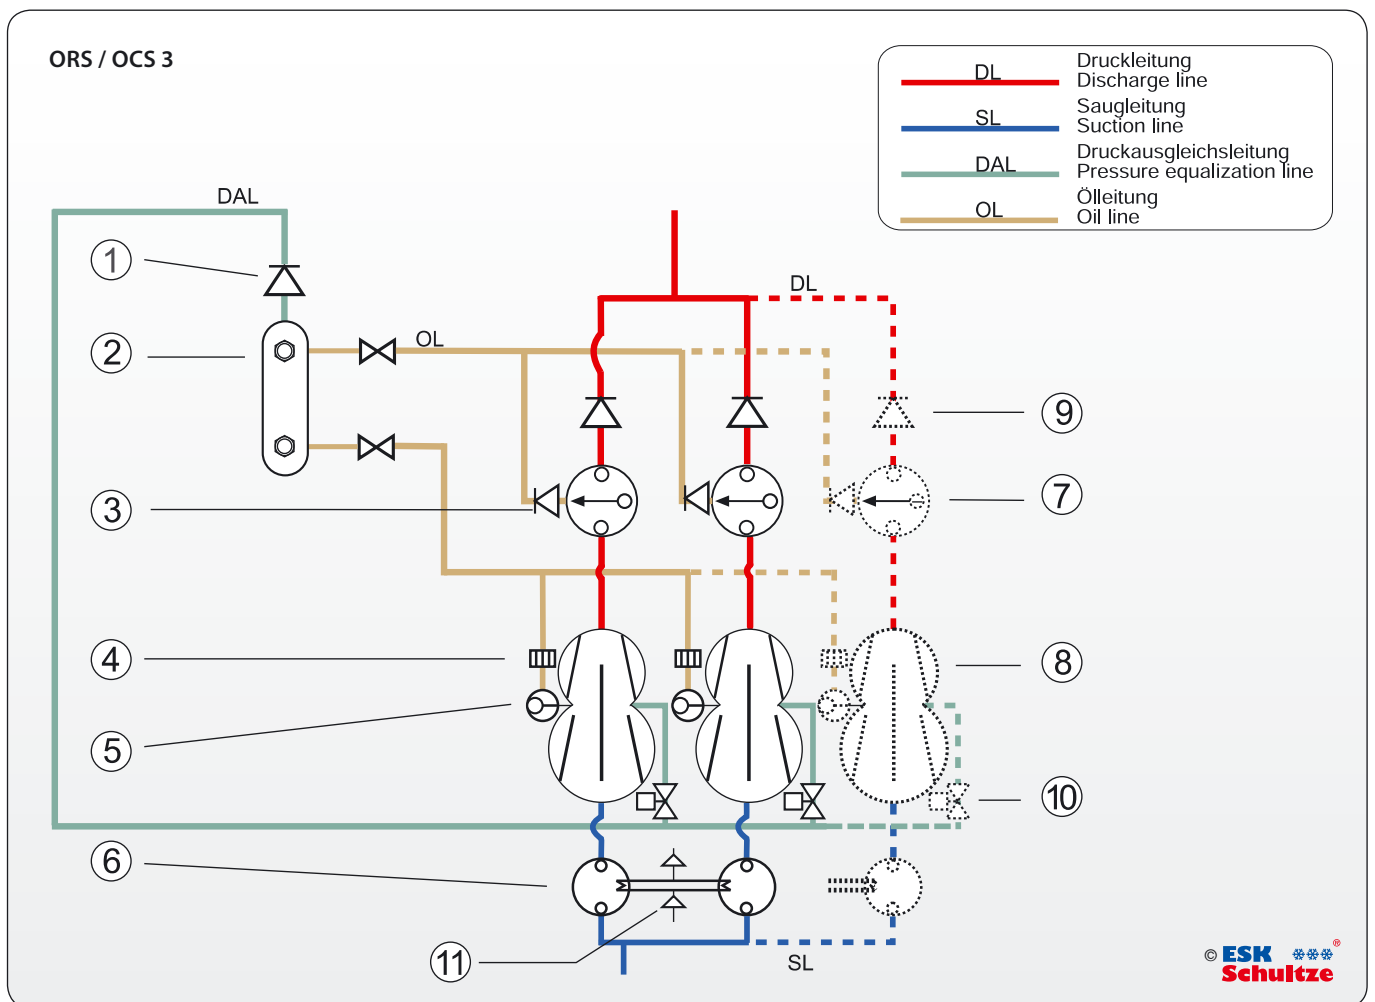 ORS / OCS 3
DL
Druckleitung
Discharge line
SL
Saugleitung
Suction line
DAL
Druckausgleichsleitung
Pressure equalization line
OL
Ölleitung
Oil line
DAL
DL
OL
1
2
3
4
5
6
11
9
7
8
10
SL
© ESK ®
Schultze